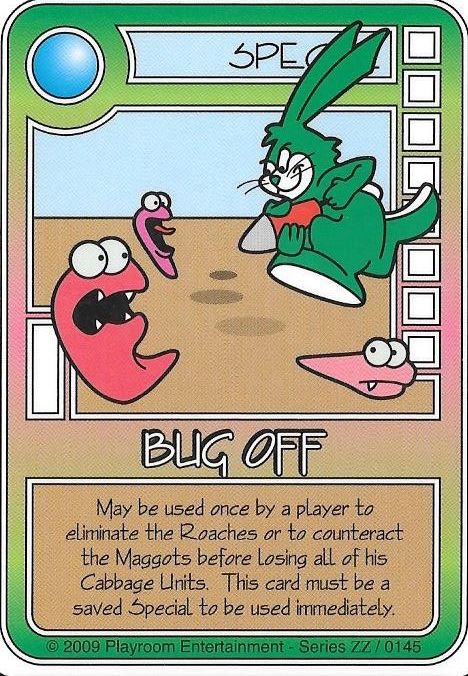 BUG OFF
May be used once by a player to
eliminate the Roaches or to counteract
the Maggots before losing all of his
Cabbage Units. This card must be a
saved Special to be used immediately.
© 2009 Playroom Entertainment - Series ZZ / 0145